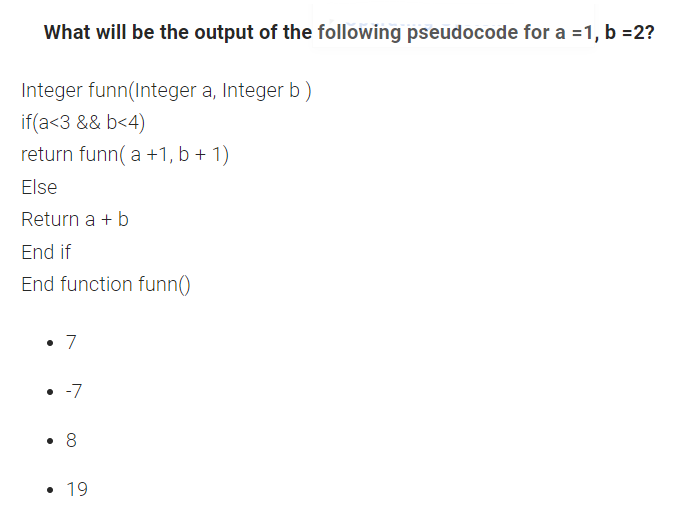 What will be the output of the following pseudocode for a =1, b =2?
Integer funn(Integer a, Integer b )
if(a<3 && b<4)
return funn( a +1, b + 1)
Else
Return a + b
End if
End function funn()
• 7
• -7
• 8
• 19